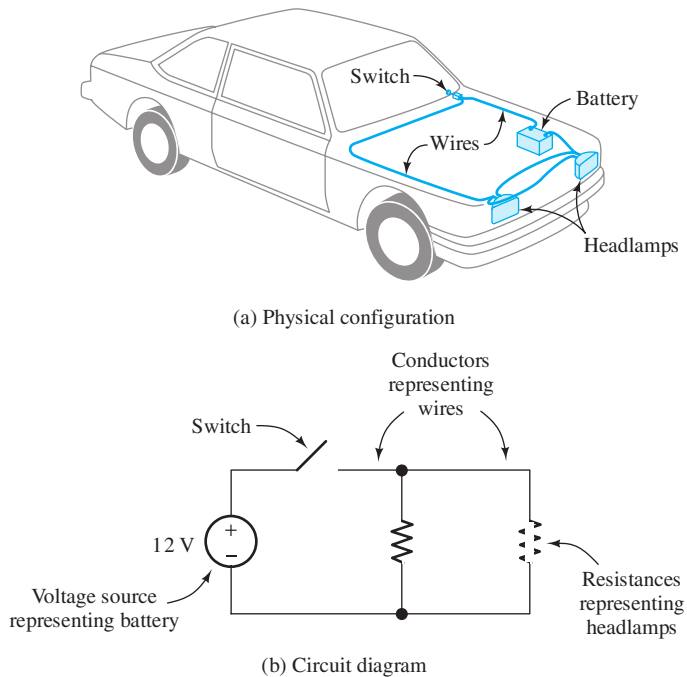 Switch
Battery
Wires
Headlamps
(a) Physical configuration
Conductors
representing
wires
Switch
12 V
+
−
Voltage source
representing battery
Resistances
representing
headlamps
(b) Circuit diagram